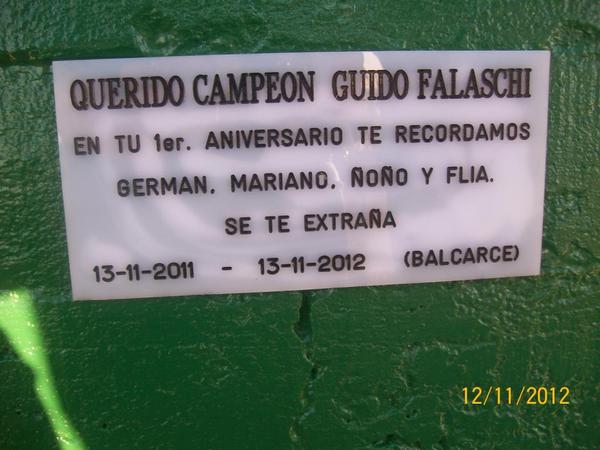 QUERIDO CAMPEON GUIDO FALASCHI
EN TU 1er. ANIVERSARIO TE RECORDAMOS
GERMAN, MARIANO, ÑOÑO Y FLIA.
SE TE EXTRAÑA
13-11-2011 - 13-11-2012 (BALCARCE)
12/11/2012